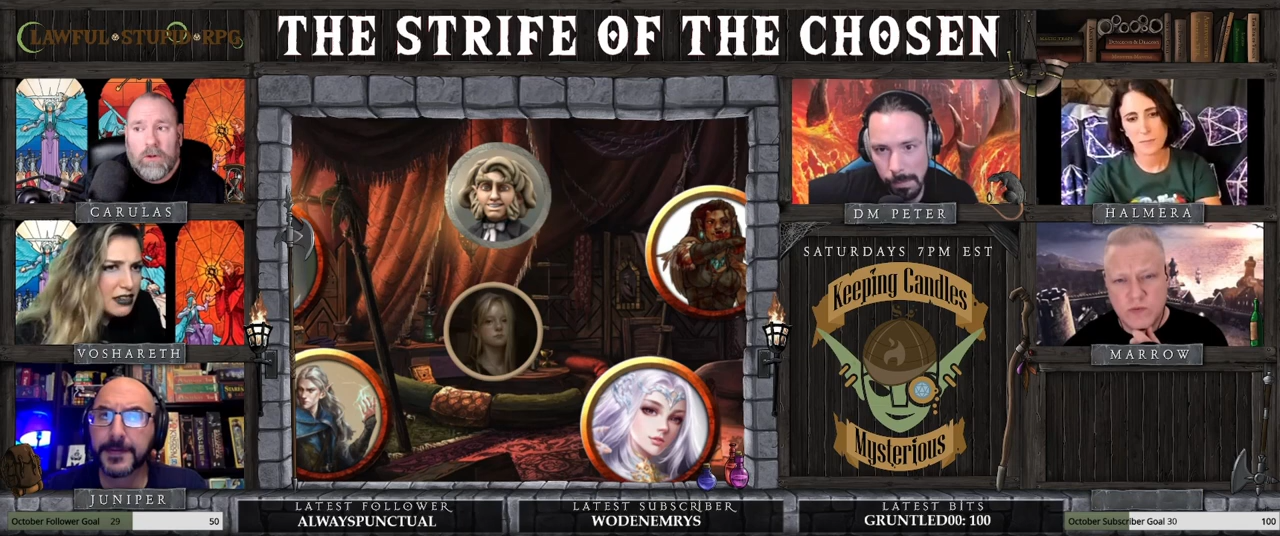 LAWFUL STUPID RPG
THE STRIFE OF THE CHOSEN
DUNGEONS & DRAGONS
CARULAS
DM PETER
HALMERA
SATURDAYS 7PM EST
Keeping Candles
Mysterious
VOSHARETH
MARROW
JUNIPER
LATEST FOLLOWER
ALWAYSPUNCTUAL
LATEST SUBSCRIBER
WODENEMRYS
LATEST BITS
GRUNTLED00: 100
October Follower Goal 29 50
October Subscriber Goal 30 100